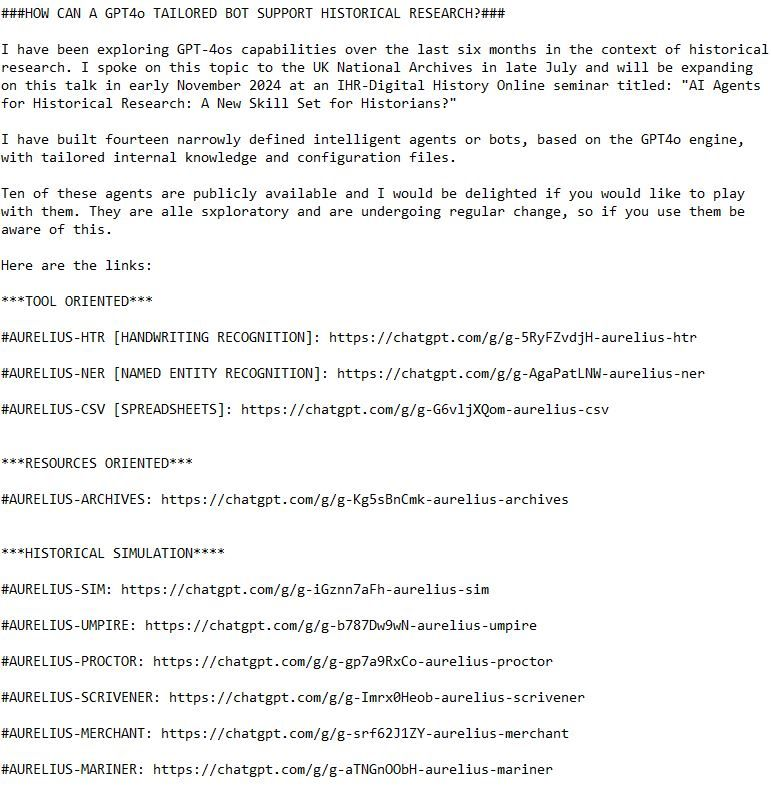 ###HOW CAN A GPT4o TAILORED BOT SUPPORT HISTORICAL RESEARCH?###
I have been exploring GPT-4os capabilities over the last six months in the context of historical
research. I spoke on this topic to the UK National Archives in late July and will be expanding
on this talk in early November 2024 at an IHR-Digital History Online seminar titled: "AI Agents
for Historical Research: A New Skill Set for Historians?"
I have built fourteen narrowly defined intelligent agents or bots, based on the GPT4o engine,
with tailored internal knowledge and configuration files.
Ten of these agents are publicly available and I would be delighted if you would like to play
with them. They are alle sxploratory and are undergoing regular change, so if you use them be
aware of this.
Here are the links:
***TOOL ORIENTED***
#AURELIUS-HTR [HANDWRITING RECOGNITION]: https://chatgpt.com/g/g-5RyFZvdjH-aurelius-htr
#AURELIUS-NER [NAMED ENTITY RECOGNITION]: https://chatgpt.com/g/g-AgaPatLNW-aurelius-ner
#AURELIUS-CSV [SPREADSHEETS]: https://chatgpt.com/g/g-G6vljXQom-aurelius-csv
***RESOURCES ORIENTED***
#AURELIUS-ARCHIVES: https://chatgpt.com/g/g-Kg5sBnCmk-aurelius-archives
***HISTORICAL SIMULATION****
#AURELIUS-SIM: https://chatgpt.com/g/g-iGznn7aFh-aurelius-sim
#AURELIUS-UMPIRE: https://chatgpt.com/g/g-b787Dw9wN-aurelius-umpire
#AURELIUS-PROCTOR: https://chatgpt.com/g/g-gp7a9RxCo-aurelius-proctor
#AURELIUS-SCRIVENER: https://chatgpt.com/g/g-Imrx0Heob-aurelius-scrivener
#AURELIUS-MERCHANT: https://chatgpt.com/g/g-srf62J1ZY-aurelius-merchant
#AURELIUS-MARINER: https://chatgpt.com/g/g-aTNGnOObH-aurelius-mariner